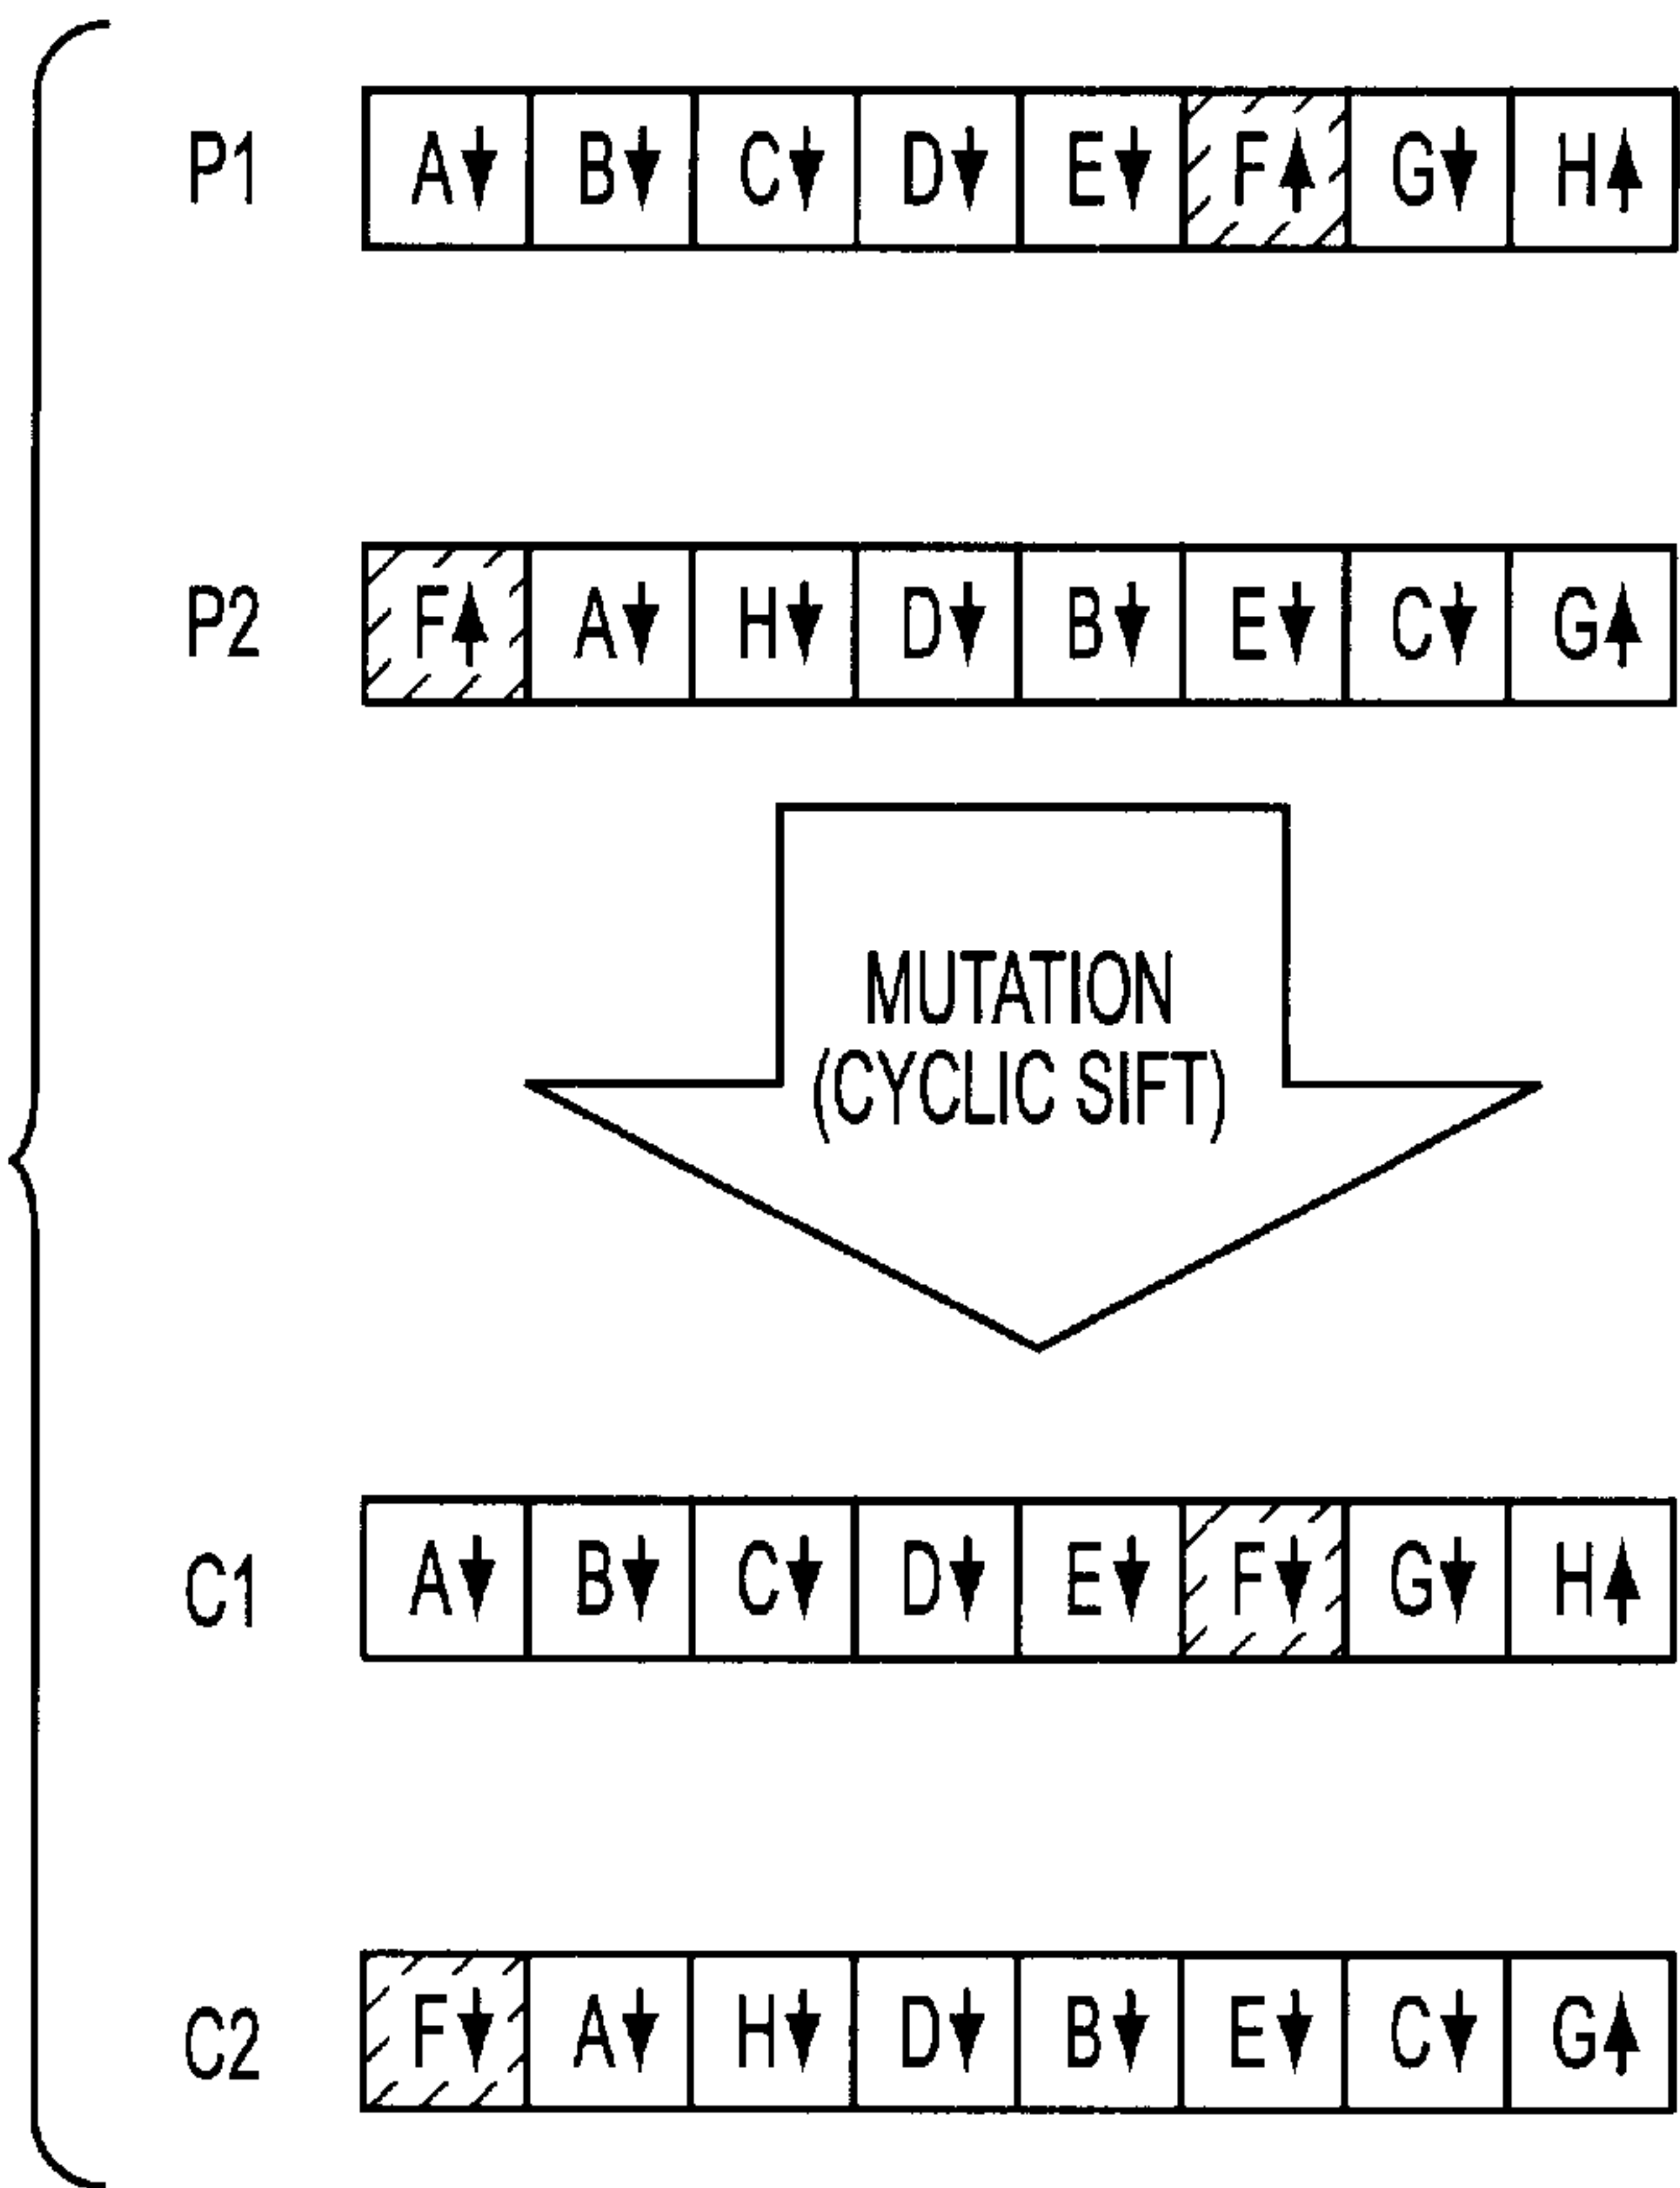 P1 A↓ B↓ C↓ D↓ E↓ F↑ G↓ H↑
P2 F↑ A↓ H↓ D↓ B↓ E↓ C↓ G↑
MUTATION
(CYCLIC SIFT)
C1 A↓ B↓ C↓ D↓ E↓ F↓ G↓ H↑
C2 F↓ A↓ H↓ D↓ B↓ E↓ C↓ G↑